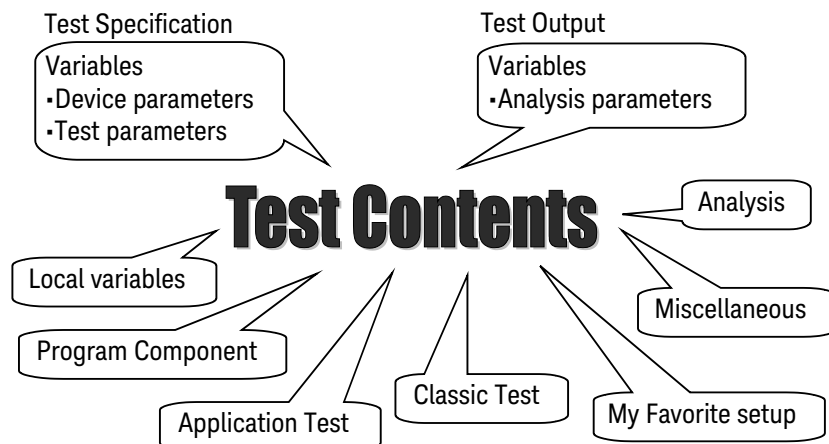 Test Specification
Variables
▪Device parameters
▪Test parameters
Test Output
Variables
▪Analysis parameters
Test Contents
Analysis
Local variables
Miscellaneous
Program Component
Classic Test
Application Test
My Favorite setup